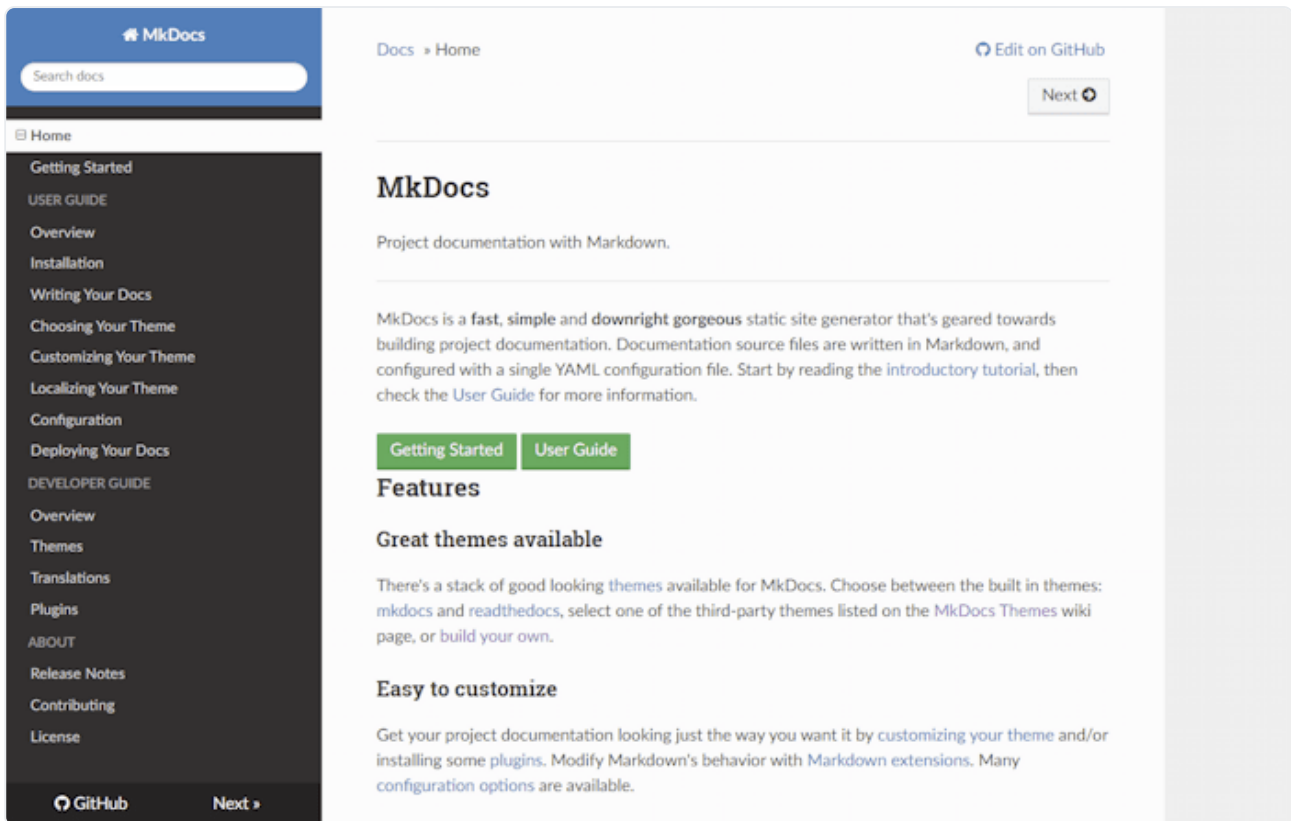 MkDocs
Search docs
Home
Getting Started
USER GUIDE
Overview
Installation
Writing Your Docs
Choosing Your Theme
Customizing Your Theme
Localizing Your Theme
Configuration
Deploying Your Docs
DEVELOPER GUIDE
Overview
Themes
Translations
Plugins
ABOUT
Release Notes
Contributing
License
GitHub Next »
Docs » Home Edit on GitHub
Next
MkDocs
Project documentation with Markdown.
MkDocs is a fast, simple and downright gorgeous static site generator that's geared towards
building project documentation. Documentation source files are written in Markdown, and
configured with a single YAML configuration file. Start by reading the introductory tutorial, then
check the User Guide for more information.
Getting Started User Guide
Features
Great themes available
There's a stack of good looking themes available for MkDocs. Choose between the built in themes:
mkdocs and readthedocs, select one of the third-party themes listed on the MkDocs Themes wiki
page, or build your own.
Easy to customize
Get your project documentation looking just the way you want it by customizing your theme and/or
installing some plugins. Modify Markdown's behavior with Markdown extensions. Many
configuration options are available.